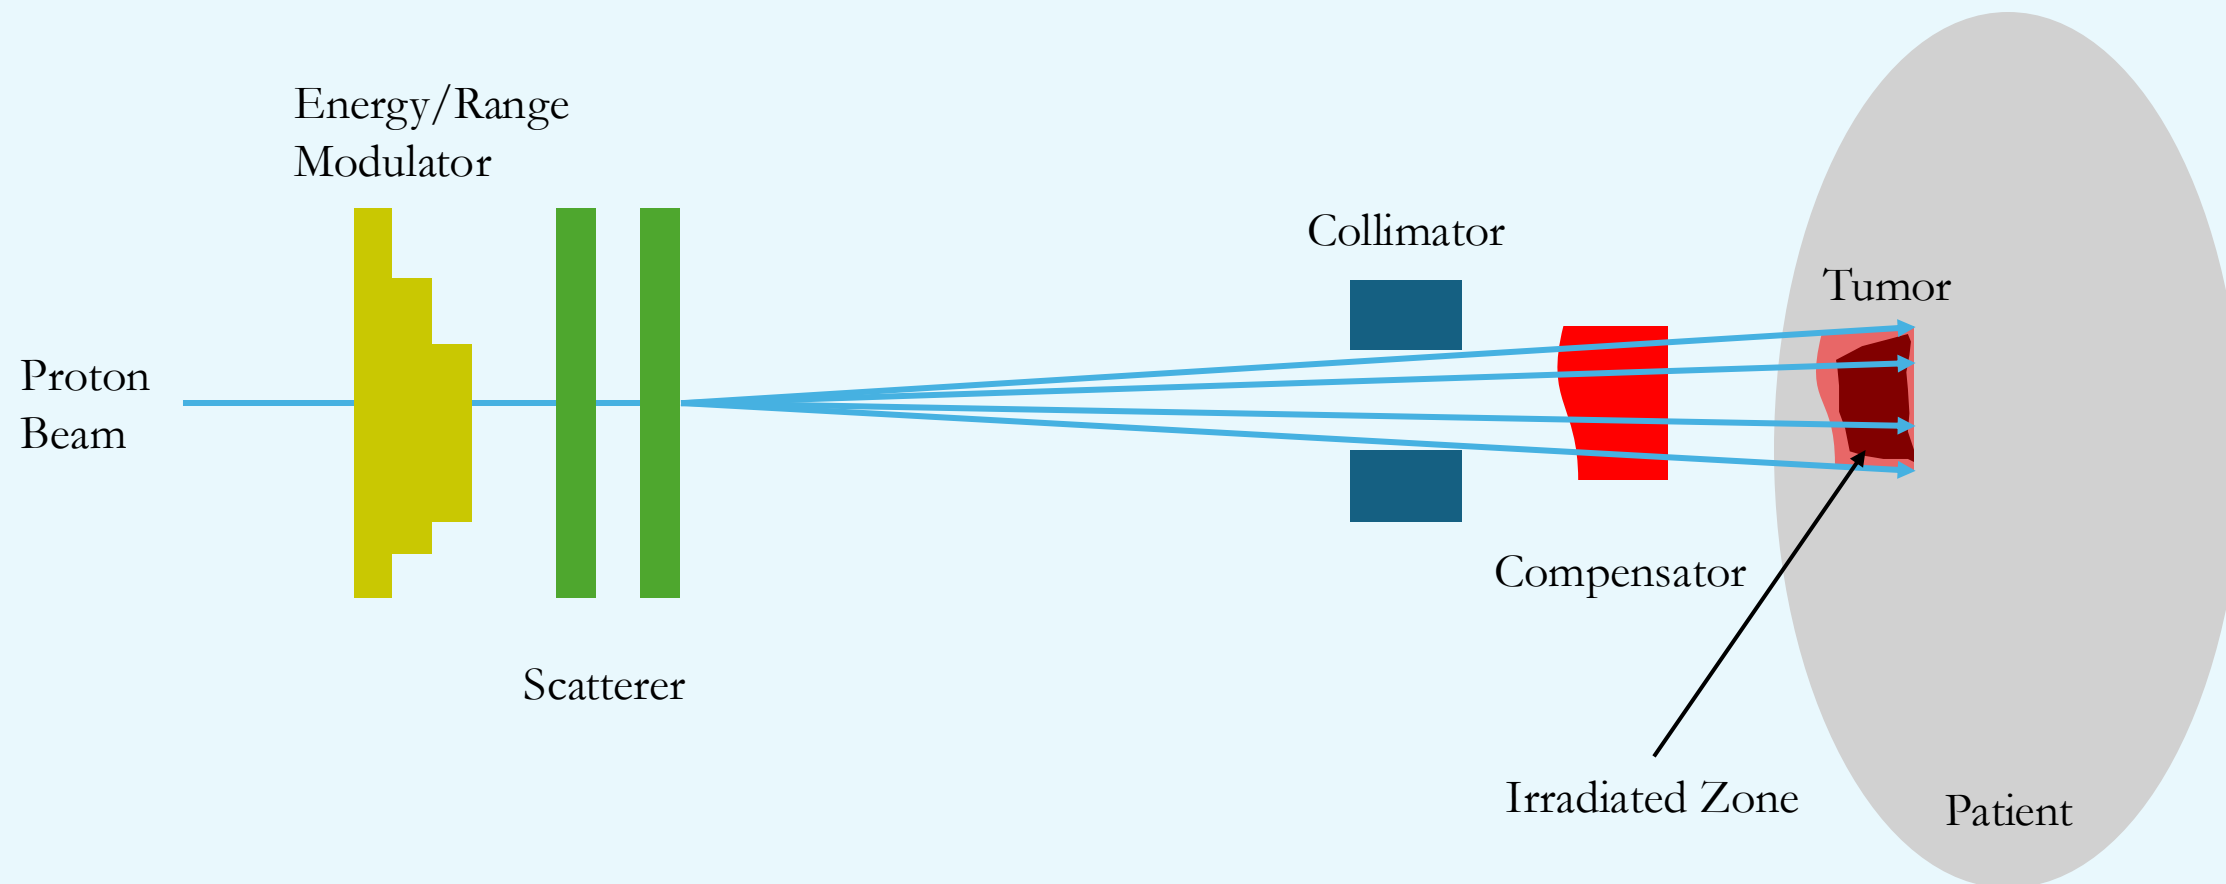 Energy/Range
Modulator
Proton
Beam
Scatterer
Collimator
Compensator
Tumor
Irradiated Zone
Patient